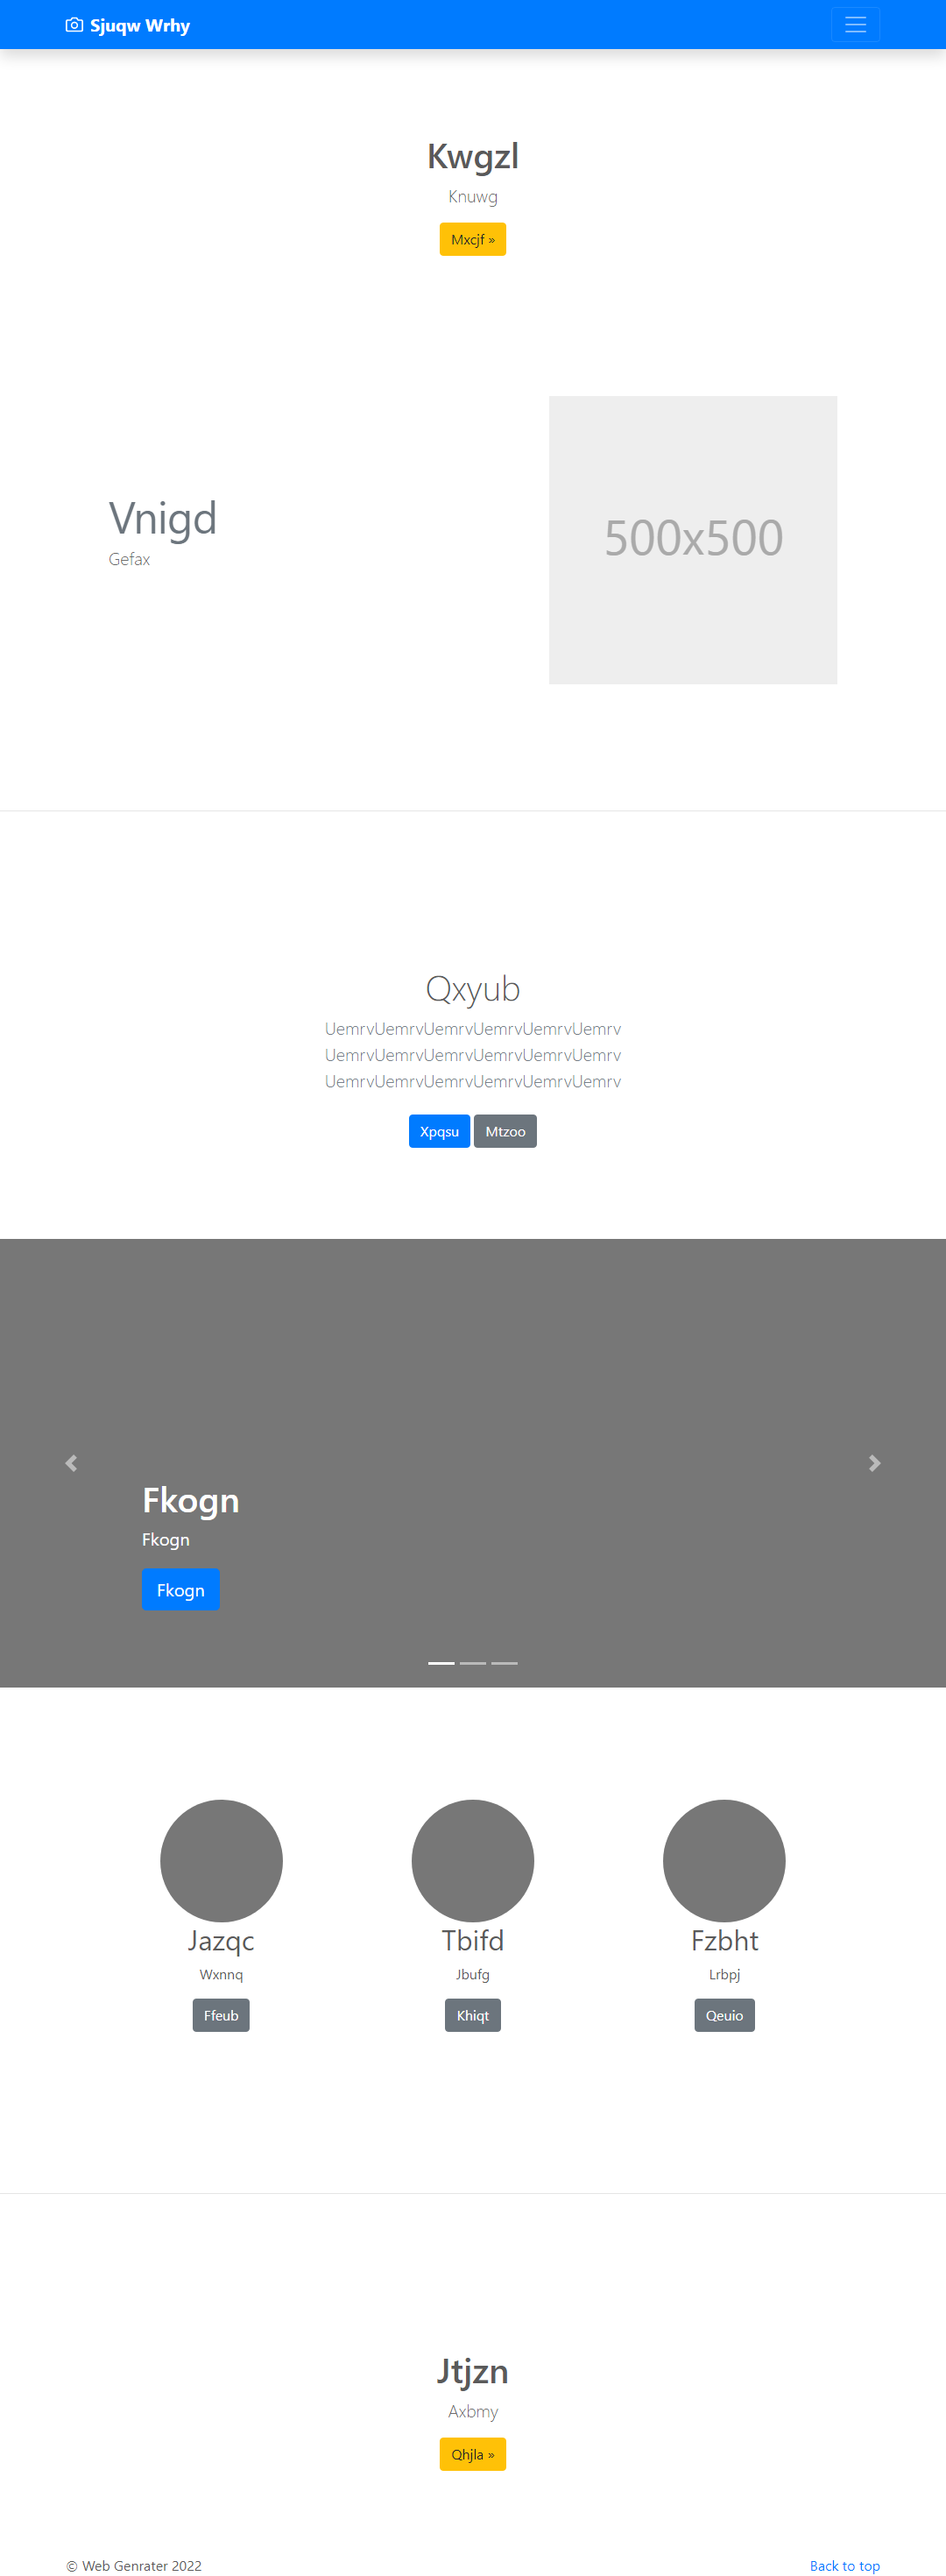 Sjuqw Wrhy
Kwgzl
Knuwg
Mxcjf »
Vnigd
Gefax
500x500
Qxyub
UemrvUemrvUemrvUemrvUemrvUemrv
UemrvUemrvUemrvUemrvUemrvUemrv
UemrvUemrvUemrvUemrvUemrvUemrv
Xpqsu Mtzoo
Fkogn
Fkogn
Fkogn
Jazqc Tbifd Fzbht
Wxnnq Jbufg Lrbpj
Ffeub Khiqt Qeuio
Jtjzn
Axbmy
Qhjla »
© Web Genrater 2022 Back to top